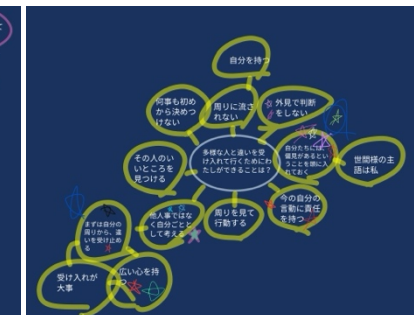 自分を持つ
何事も初め
から決めつ
けない
周りに流さ
れない
外見で判断
をしない
その人のい
いところを
見つける
多様な人と違いを受
け入れて行くためにわ
たしができることは?
自分たちには
偏見があるとい
うことを頭に入
れておく
世間様の主
語は私
まずは自分の
周りから、違
いを受け止め
る
他人事ではな
く自分ごとと
して考える
周りを見て
行動する
今の自分の
言動に責任
を持つ
受け入れが
大事
広い心を持
つ